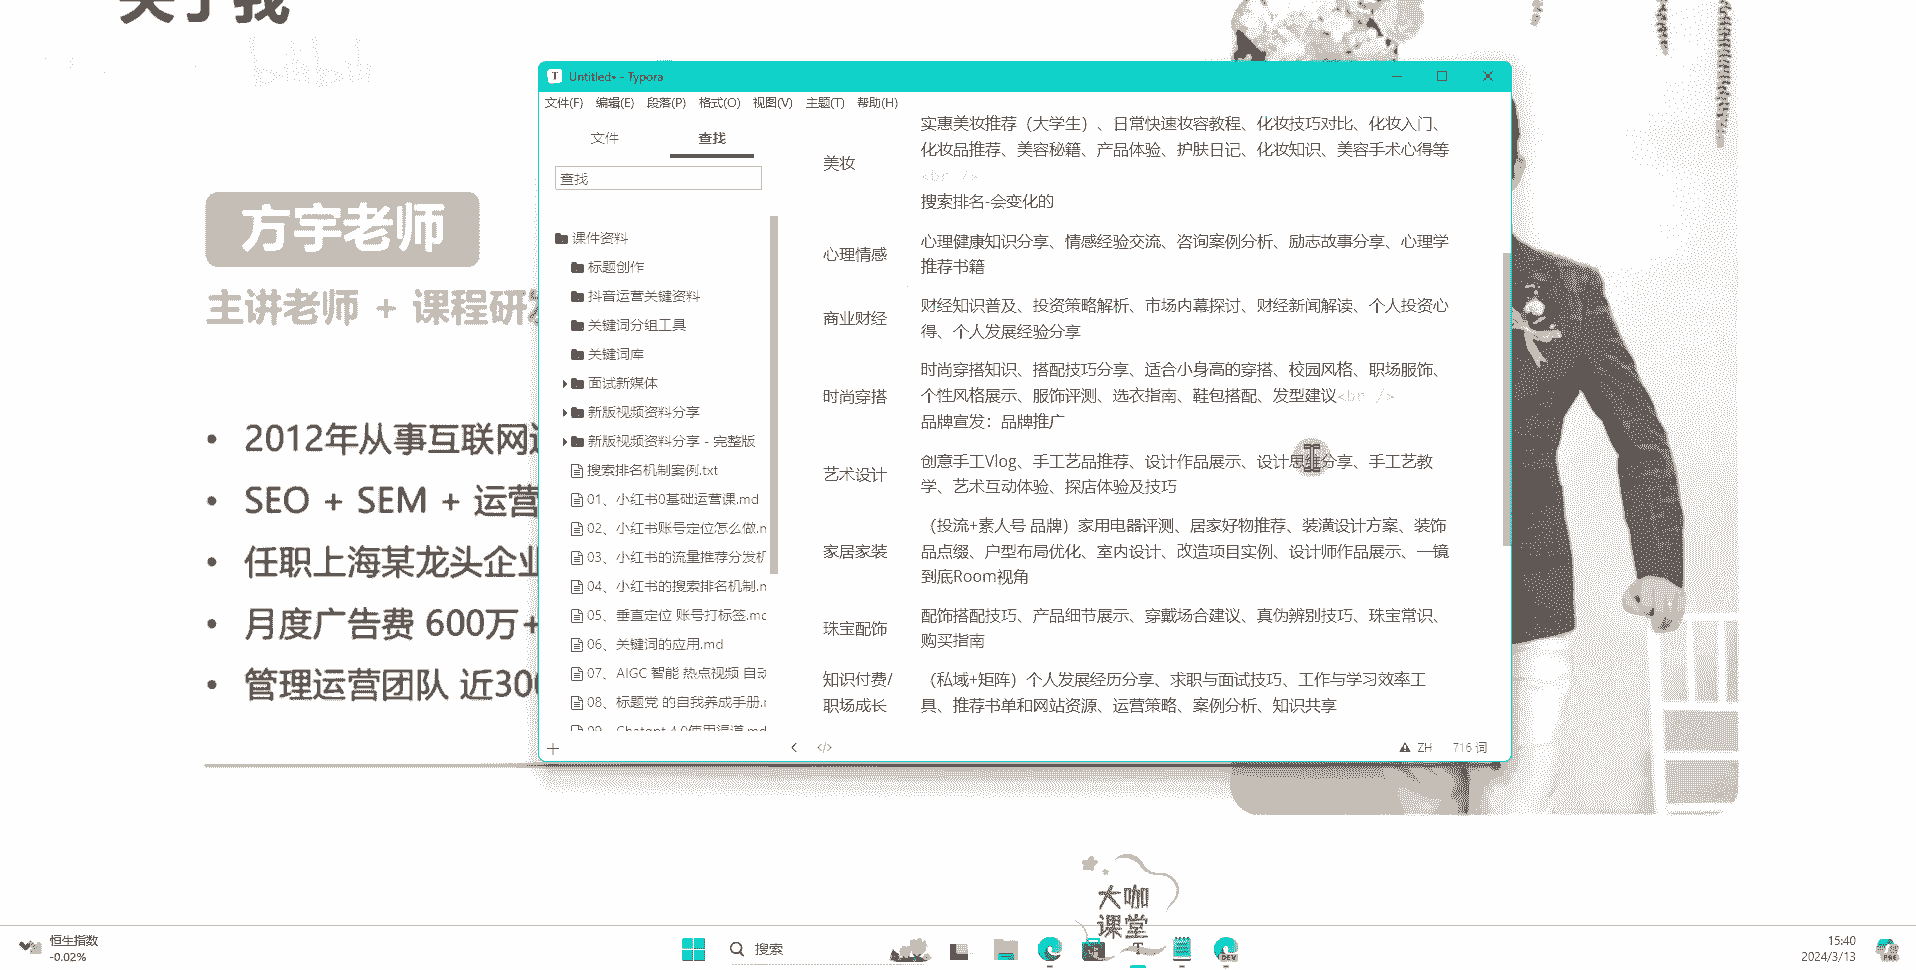 关于我
bilibili
方宇老师
主讲老师 + 课程研发
• 2012年从事互联网
• SEO + SEM + 运营
• 任职上海某龙头企业
• 月度广告费 600万+
• 管理运营团队 近300
Untitled• - Typora
文件(F) 编辑(E) 段落(P) 格式(O) 视图(V) 主题(T) 帮助(H)
文件 查找
查找
课件资料
标题创作
抖音运营关键资料
关键词分组工具
关键词库
面试新媒体
新版视频资料分享
新版视频资料分享 - 完整版
搜索排名机制案例.txt
01、小红书0基础运营课.md
02、小红书账号定位怎么做.m
03、小红书的流量推荐分发机
04、小红书的搜索排名机制.m
05、垂直定位 账号打标签.md
06、关键词的应用.md
07、AIGC 智能 热点视频 自动
08、标题党 的自我养成手册.m
09、Chatgpt 4.0使用渠道.md
美妆
实惠美妆推荐（大学生）、日常快速妆容教程、化妆技巧对比、化妆入门、
化妆品推荐、美容秘籍、产品体验、护肤日记、化妆知识、美容手术心得等
<br />
搜索排名-会变化的
心理情感
心理健康知识分享、情感经验交流、咨询案例分析、励志故事分享、心理学
推荐书籍
商业财经
财经知识普及、投资策略解析、市场内幕探讨、财经新闻解读、个人投资心
得、个人发展经验分享
时尚穿搭
时尚穿搭知识、搭配技巧分享、适合小身高的穿搭、校园风格、职场服饰、
个性风格展示、服饰评测、选衣指南、鞋包搭配、发型建议<br />
品牌宣发：品牌推广
艺术设计
创意手工Vlog、手工艺品推荐、设计作品展示、设计思维分享、手工艺教
学、艺术互动体验、探店体验及技巧
家居家装
（投流+素人号 品牌）家用电器评测、居家好物推荐、装潢设计方案、装饰
品点缀、户型布局优化、室内设计、改造项目实例、设计师作品展示、一镜
到底Room视角
珠宝配饰
配饰搭配技巧、产品细节展示、穿戴场合建议、真伪辨别技巧、珠宝常识、
购买指南
知识付费/
职场成长
（私域+矩阵）个人发展经历分享、求职与面试技巧、工作与学习效率工
具、推荐书单和网站资源、运营策略、案例分析、知识共享
</>
ZH 716 词
大咖
课堂
恒生指数
-0.02%
搜索
DEV
15:40
2024/3/13
PRE